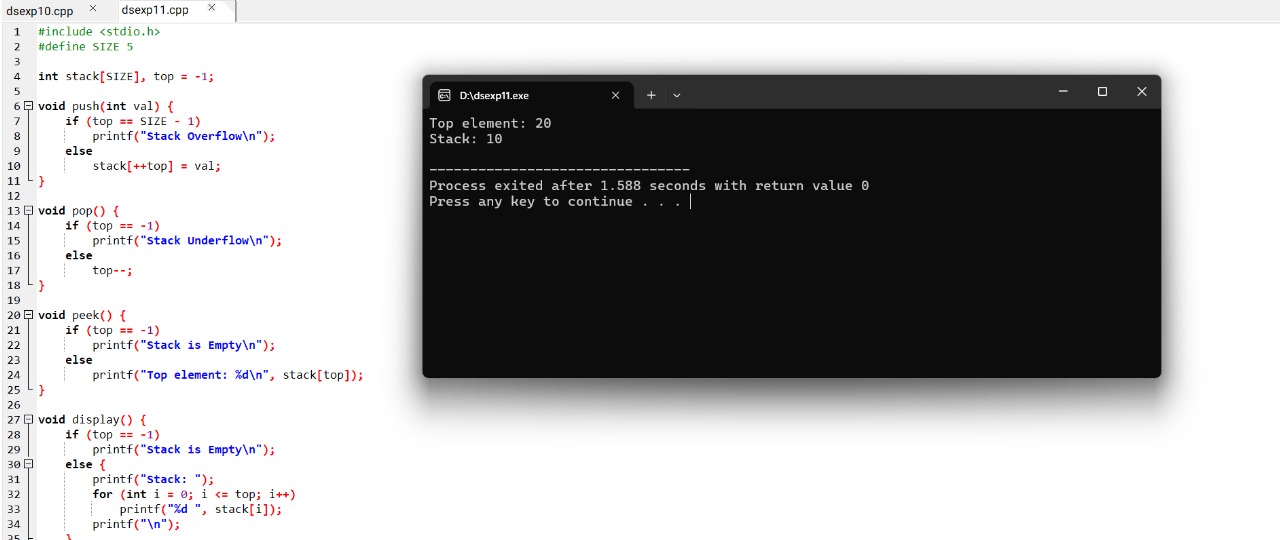 dsexp10.cpp × dsexp11.cpp ×
1 #include <stdio.h>
2 #define SIZE 5
3
4 int stack[SIZE], top = -1;
5
6 void push(int val) {
7 if (top == SIZE - 1)
8 printf("Stack Overflow\n");
9 else
10 stack[++top] = val;
11 }
12
13 void pop() {
14 if (top == -1)
15 printf("Stack Underflow\n");
16 else
17 top--;
18 }
19
20 void peek() {
21 if (top == -1)
22 printf("Stack is Empty\n");
23 else
24 printf("Top element: %d\n", stack[top]);
25 }
26
27 void display() {
28 if (top == -1)
29 printf("Stack is Empty\n");
30 else {
31 printf("Stack: ");
32 for (int i = 0; i <= top; i++)
33 printf("%d ", stack[i]);
34 printf("\n");
35 }
D:\dsexp11.exe
Top element: 20
Stack: 10
--------------------------------
Process exited after 1.588 seconds with return value 0
Press any key to continue . . .